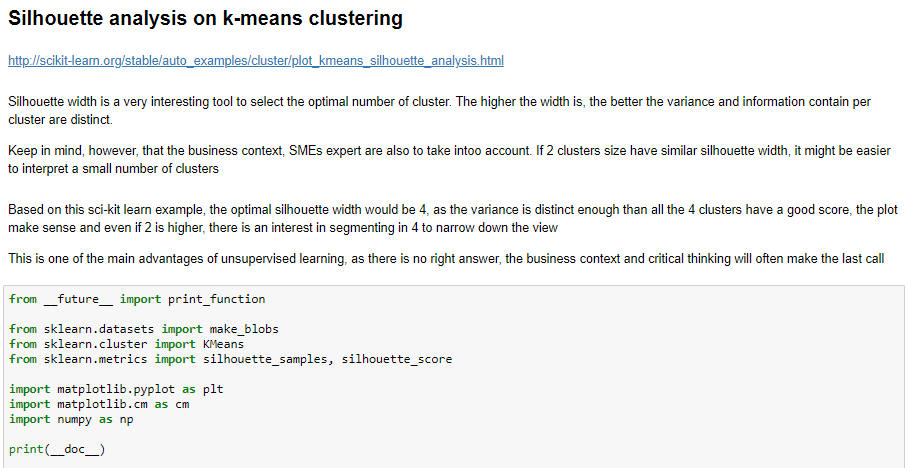 Silhouette analysis on k-means clustering
http://scikit-learn.org/stable/auto_examples/cluster/plot_kmeans_silhouette_analysis.html
Silhouette width is a very interesting tool to select the optimal number of cluster. The higher the width is, the better the variance and information contain per
cluster are distinct.
Keep in mind, however, that the business context, SMEs expert are also to take intoo account. If 2 clusters size have similar silhouette width, it might be easier
to interpret a small number of clusters
Based on this sci-kit learn example, the optimal silhouette width would be 4, as the variance is distinct enough than all the 4 clusters have a good score, the plot
make sense and even if 2 is higher, there is an interest in segmenting in 4 to narrow down the view
This is one of the main advantages of unsupervised learning, as there is no right answer, the business context and critical thinking will often make the last call
from __future__ import print_function
from sklearn.datasets import make_blobs
from sklearn.cluster import KMeans
from sklearn.metrics import silhouette_samples, silhouette_score
import matplotlib.pyplot as plt
import matplotlib.cm as cm
import numpy as np
print(__doc__)